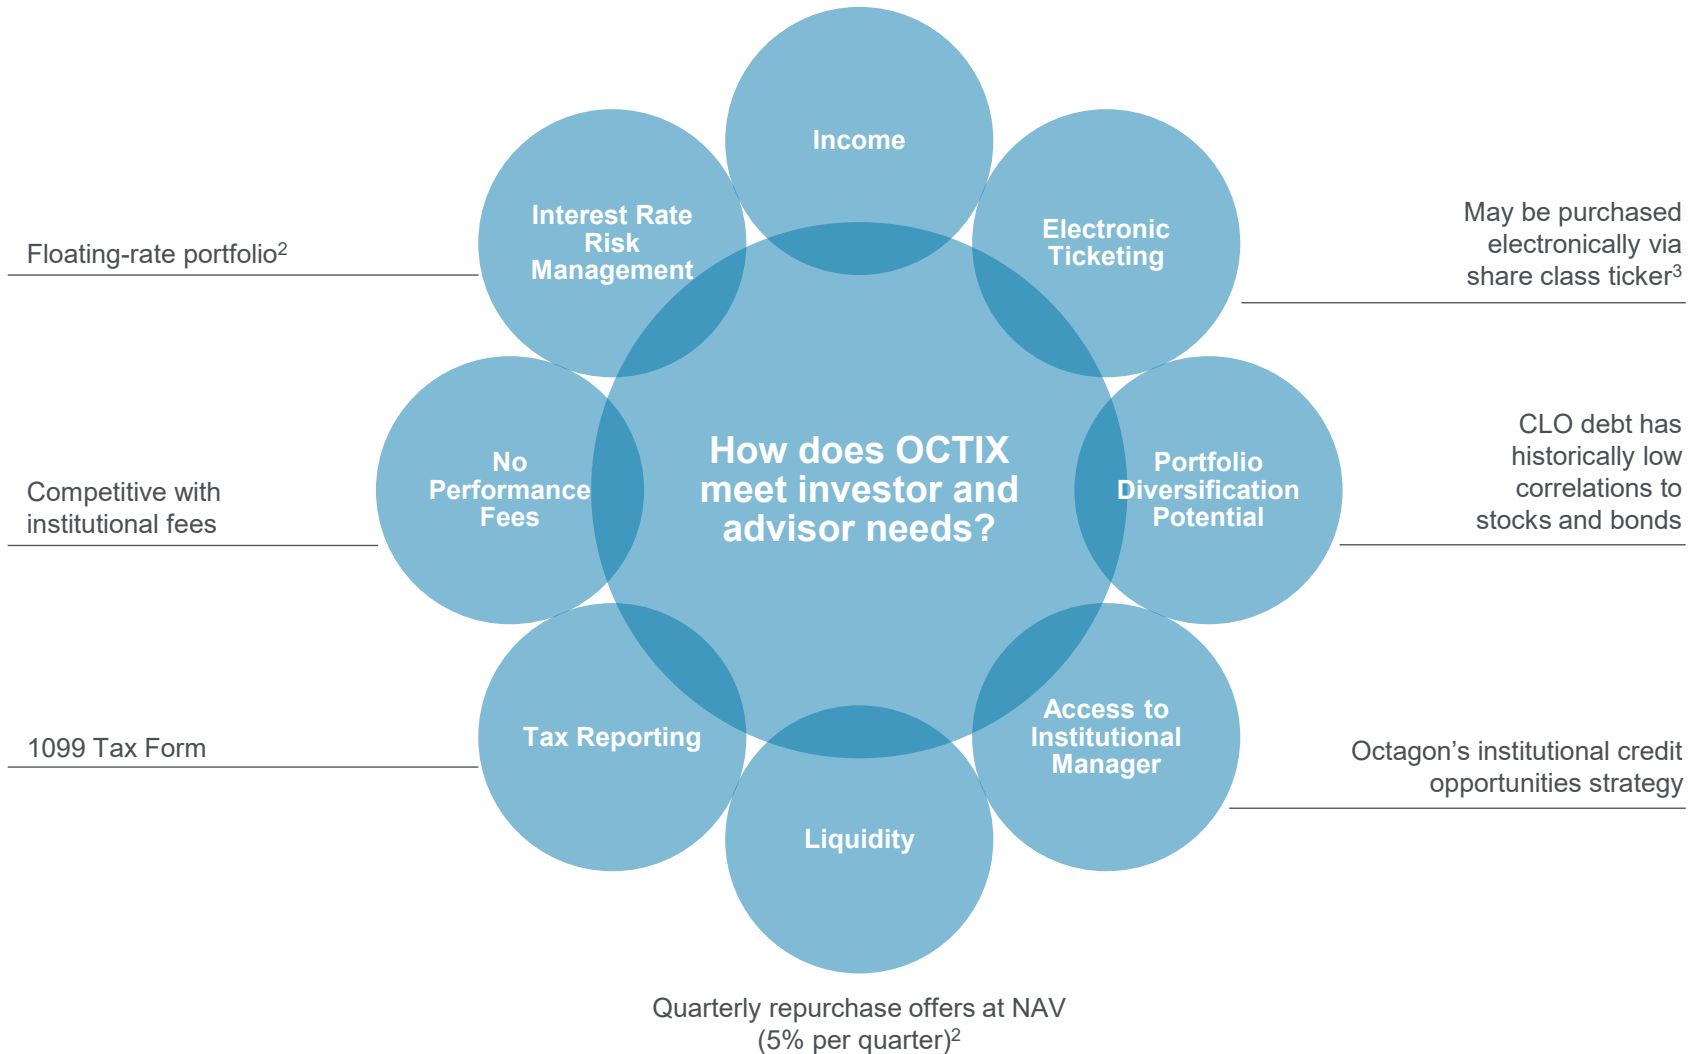 Income
Interest Rate
Risk
Management
Electronic
Ticketing
Floating-rate portfolio²
May be purchased
electronically via
share class ticker³
No
Performance
Fees
How does OCTIX
meet investor and
advisor needs?
Portfolio
Diversification
Potential
Competitive with
institutional fees
CLO debt has
historically low
correlations to
stocks and bonds
Tax Reporting
Access to
Institutional
Manager
1099 Tax Form
Octagon’s institutional credit
opportunities strategy
Liquidity
Quarterly repurchase offers at NAV
(5% per quarter)²